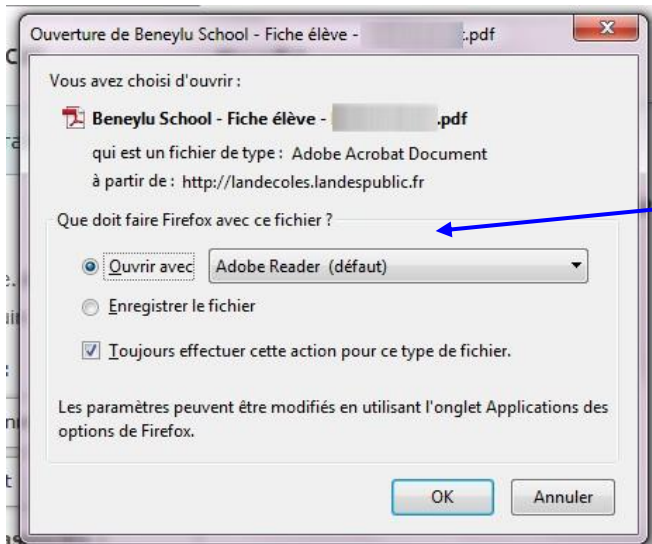 Ouverture de Beneylu School - Fiche élève - .pdf
Vous avez choisi d'ouvrir :
Beneylu School - Fiche élève - .pdf
qui est un fichier de type : Adobe Acrobat Document
à partir de : http://landecoles.landespublic.fr
Que doit faire Firefox avec ce fichier ?
Ouvrir avec Adobe Reader (défaut)
Enregistrer le fichier
Toujours effectuer cette action pour ce type de fichier.
Les paramètres peuvent être modifiés en utilisant l'onglet Applications des
options de Firefox.
OK Annuler